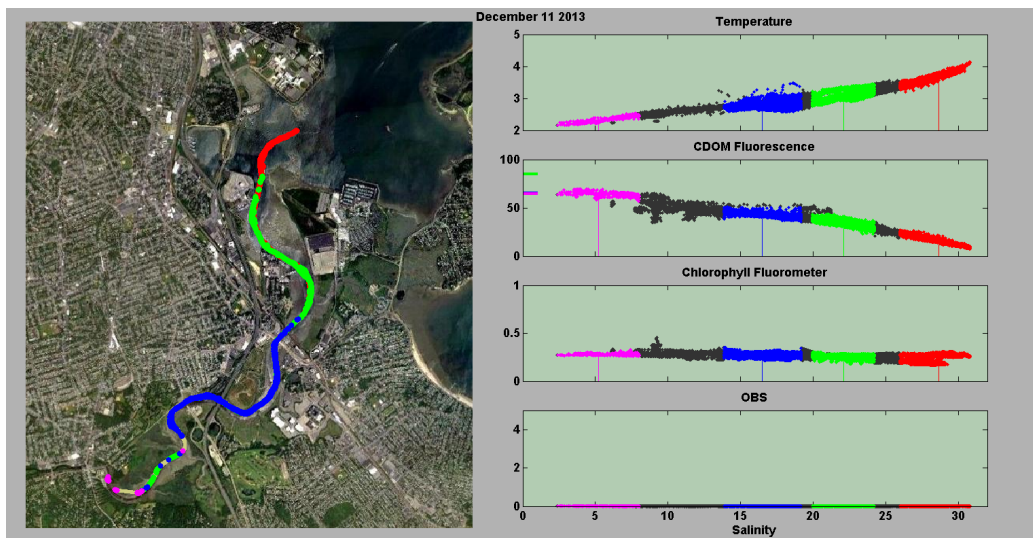 December 11 2013
Temperature
5
4
3
2
CDOM Fluorescence
100
50
0
Chlorophyll Fluorometer
1
0.5
0
OBS
4
2
0
0 5 10 15 20 25 30
Salinity